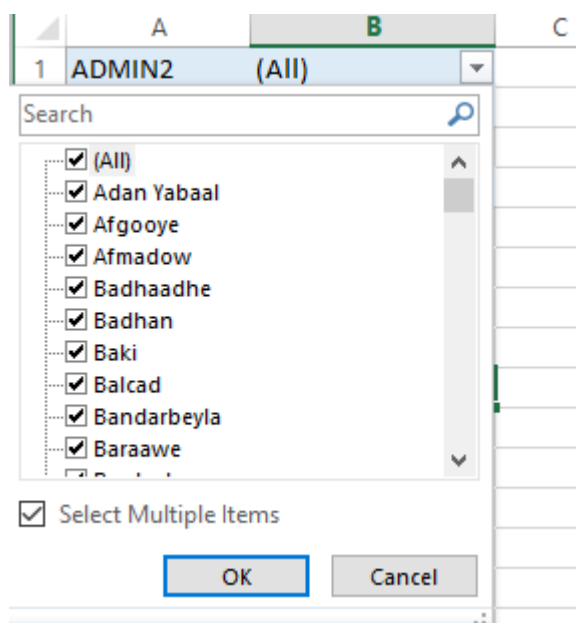 A B C
1 ADMIN2 (All)
Search
(All)
Adan Yabaal
Afgooye
Afmadow
Badhaadhe
Badhan
Baki
Balcad
Bandarbeyla
Baraawe
Select Multiple Items
OK Cancel